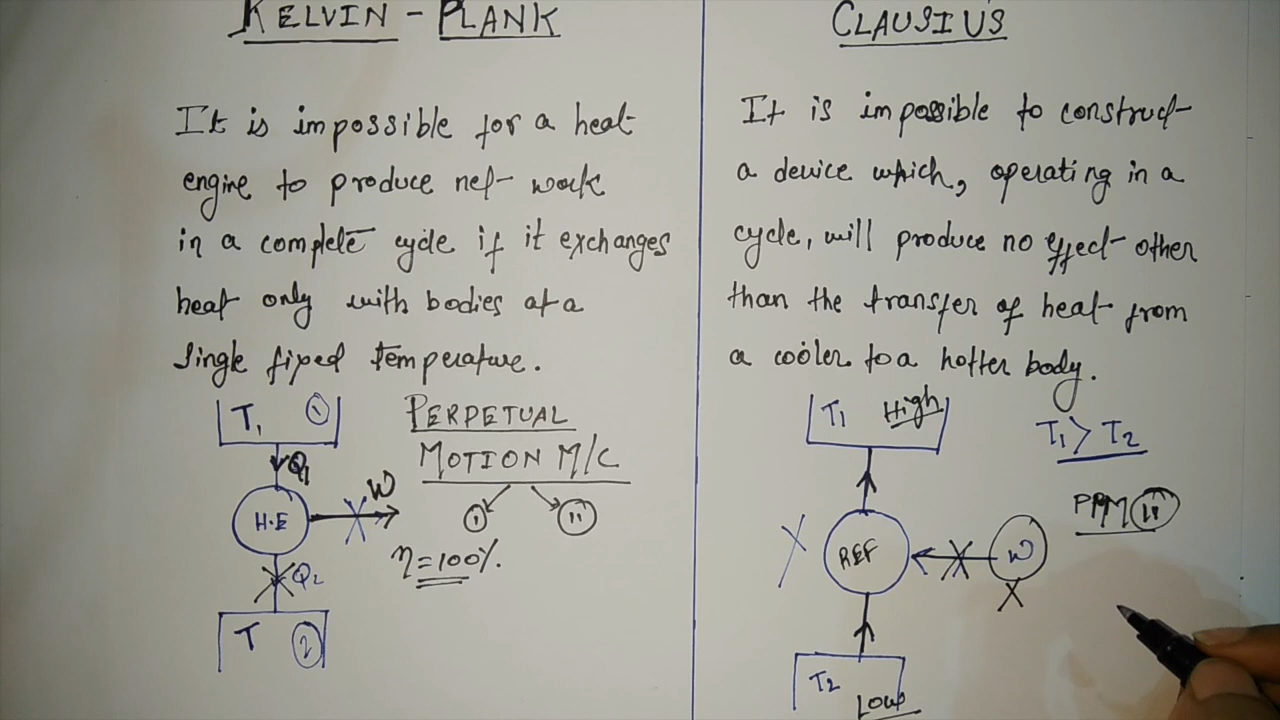 KELVIN - PLANK
It is impossible for a heat
engine to produce net work
in a complete cycle if it exchanges
heat only with bodies at a
single fixed temperature.
T1 1
Q1
H.E
W
Q2
T 2
PERPETUAL
MOTION M/C
I II
η=100%.
CLAUSIUS
It is impossible to construct
a device which, operating in a
cycle, will produce no effect other
than the transfer of heat from
a cooler to a hotter body.
T1 High
T1 > T2
REF
W
PMM II
T2
Low